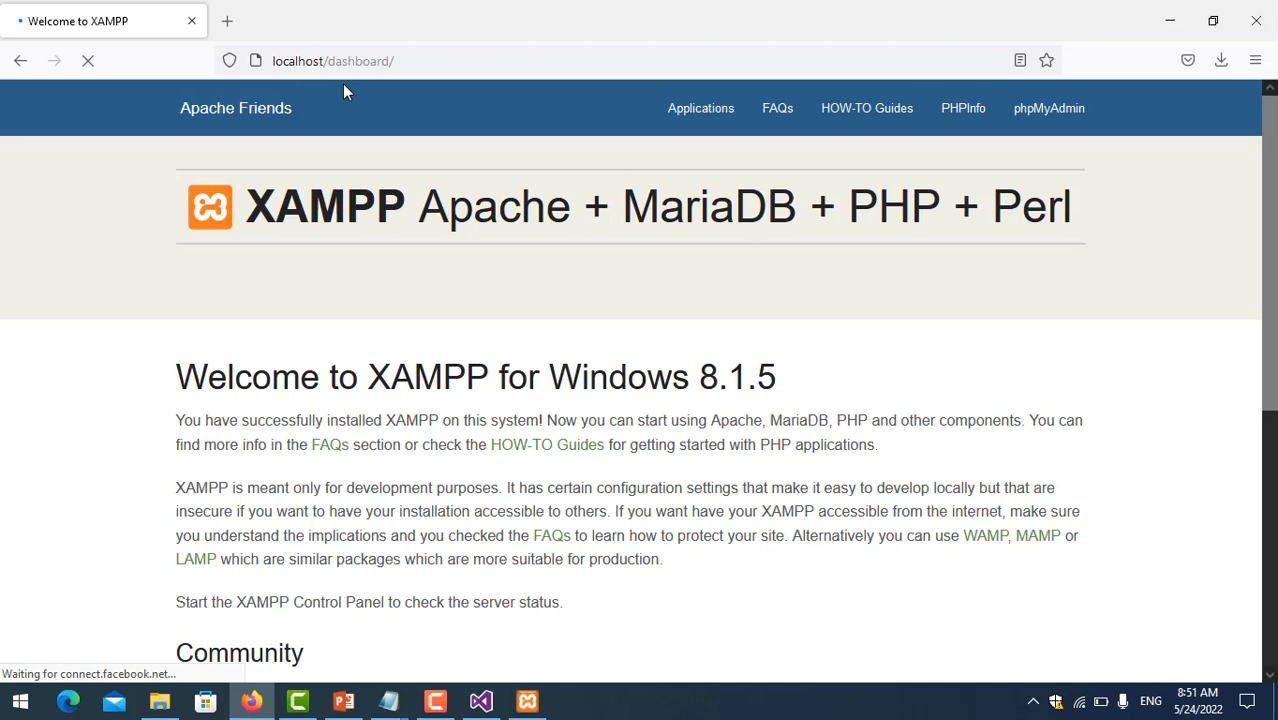 Welcome to XAMPP
localhost/dashboard/
Apache Friends
Applications
FAQs
HOW-TO Guides
PHPInfo
phpMyAdmin
XAMPP Apache + MariaDB + PHP + Perl
Welcome to XAMPP for Windows 8.1.5
You have successfully installed XAMPP on this system! Now you can start using Apache, MariaDB, PHP and other components. You can
find more info in the FAQs section or check the HOW-TO Guides for getting started with PHP applications.
XAMPP is meant only for development purposes. It has certain configuration settings that make it easy to develop locally but that are
insecure if you want to have your installation accessible to others. If you want have your XAMPP accessible from the internet, make sure
you understand the implications and you checked the FAQs to learn how to protect your site. Alternatively you can use WAMP, MAMP or
LAMP which are similar packages which are more suitable for production.
Start the XAMPP Control Panel to check the server status.
Community
Waiting for connect.facebook.net...
ENG
8:51 AM
5/24/2022